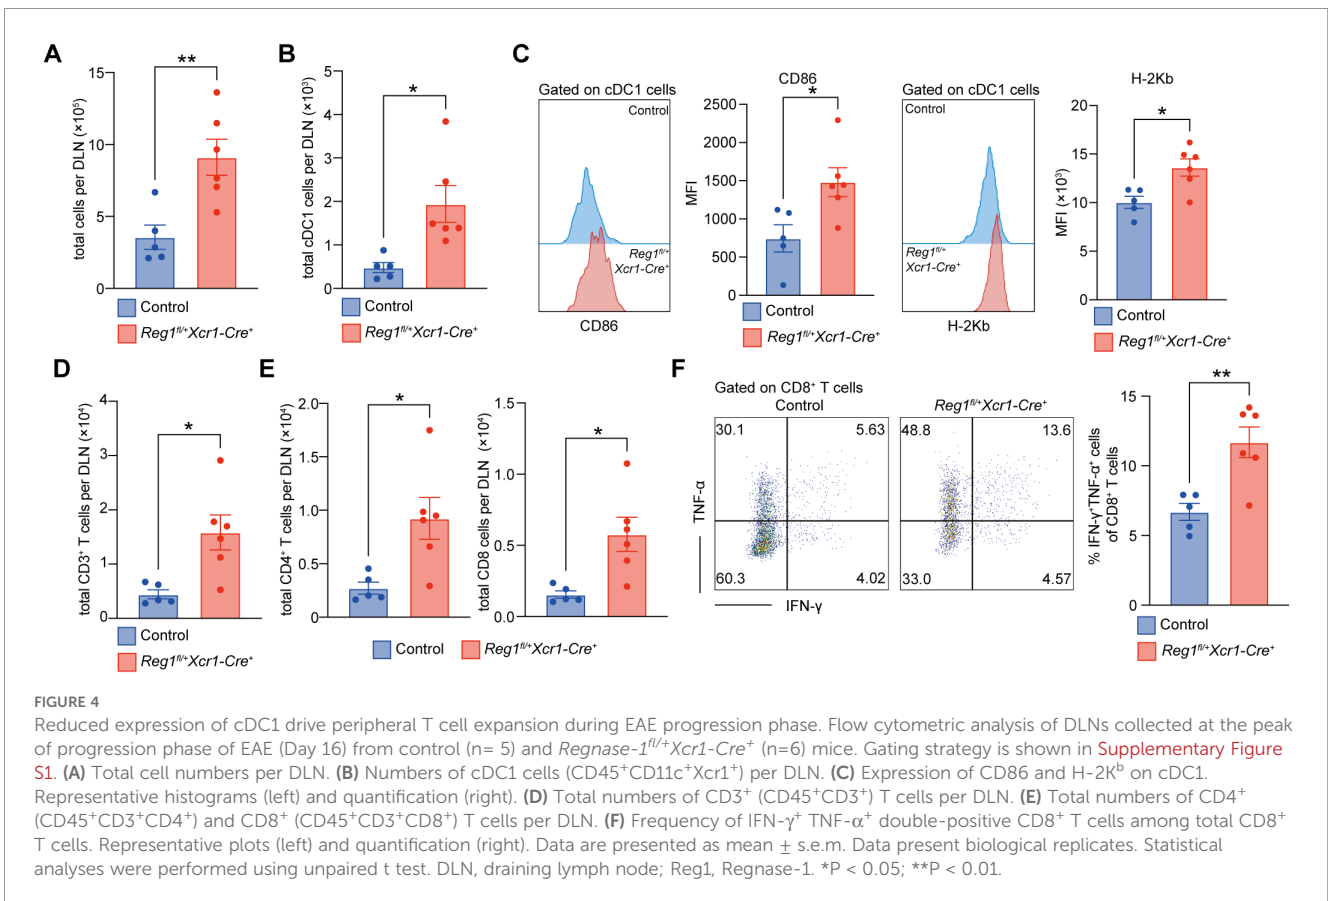 A
**
15
10
5
0
total cells per DLN (×10⁵)
Control
Reg1ᶠˡ/⁺Xcr1-Cre⁺
B
*
5
4
3
2
1
0
total cDC1 cells per DLN (×10³)
Control
Reg1ᶠˡ/⁺Xcr1-Cre⁺
C
Gated on cDC1 cells
Control
Reg1ᶠˡ/⁺
Xcr1-Cre⁺
CD86
CD86
*
2500
2000
1500
1000
500
0
MFI
Control
Reg1ᶠˡ/⁺Xcr1-Cre⁺
Gated on cDC1 cells
Control
Reg1ᶠˡ/⁺
Xcr1-Cre⁺
H-2Kb
H-2Kb
*
20
15
10
5
0
MFI (×10³)
Control
Reg1ᶠˡ/⁺Xcr1-Cre⁺
D
*
4
3
2
1
0
total CD3⁺ T cells per DLN (×10⁴)
Control
Reg1ᶠˡ/⁺Xcr1-Cre⁺
E
*
2.0
1.5
1.0
0.5
0
total CD4⁺ T cells per DLN (×10⁴)
*
1.5
1.0
0.5
0.0
total CD8 cells per DLN (×10⁴)
Control
Reg1ᶠˡ/⁺Xcr1-Cre⁺
F
Gated on CD8⁺ T cells
Control
30.1
5.63
60.3
4.02
TNF-α
IFN-γ
Reg1ᶠˡ/⁺Xcr1-Cre⁺
48.8
13.6
33.0
4.57
**
15
10
5
0
% IFN-γ⁺TNF-α⁺ cells
of CD8⁺ T cells
Control
Reg1ᶠˡ/⁺Xcr1-Cre⁺
FIGURE 4
Reduced expression of cDC1 drive peripheral T cell expansion during EAE progression phase. Flow cytometric analysis of DLNs collected at the peak
of progression phase of EAE (Day 16) from control (n= 5) and Regnase-1ᶠˡ/⁺Xcr1-Cre⁺ (n=6) mice. Gating strategy is shown in Supplementary Figure
S1. (A) Total cell numbers per DLN. (B) Numbers of cDC1 cells (CD45⁺CD11c⁺Xcr1⁺) per DLN. (C) Expression of CD86 and H-2Kᵇ on cDC1.
Representative histograms (left) and quantification (right). (D) Total numbers of CD3⁺ (CD45⁺CD3⁺) T cells per DLN. (E) Total numbers of CD4⁺
(CD45⁺CD3⁺CD4⁺) and CD8⁺ (CD45⁺CD3⁺CD8⁺) T cells per DLN. (F) Frequency of IFN-γ⁺ TNF-α⁺ double-positive CD8⁺ T cells among total CD8⁺
T cells. Representative plots (left) and quantification (right). Data are presented as mean ± s.e.m. Data present biological replicates. Statistical
analyses were performed using unpaired t test. DLN, draining lymph node; Reg1, Regnase-1. *P < 0.05; **P < 0.01.